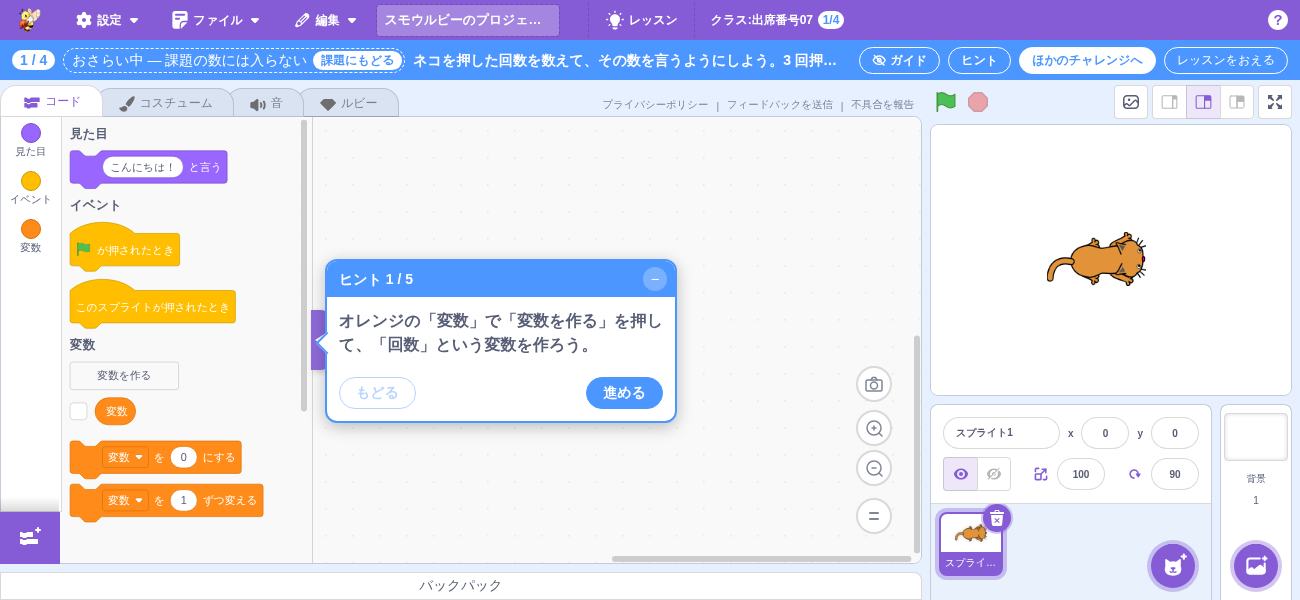 設定
ファイル
編集
スモウルビーのプロジェ…
レッスン
クラス:出席番号07 1/4
?
1 / 4
おさらい中 — 課題の数には入らない
課題にもどる
ネコを押した回数を数えて、その数を言うようにしよう。3 回押…
ガイド
ヒント
ほかのチャレンジへ
レッスンをおえる
コード
コスチューム
音
ルビー
プライバシーポリシー | フィードバックを送信 | 不具合を報告
見た目
イベント
変数
見た目
こんにちは！ と言う
イベント
が押されたとき
このスプライトが押されたとき
変数
変数を作る
変数
変数 を 0 にする
変数 を 1 ずつ変える
ヒント 1 / 5
オレンジの「変数」で「変数を作る」を押し
て、「回数」という変数を作ろう。
もどる
進める
バックパック
スプライト1
x 0
y 0
100
90
スプライ…
背景
1